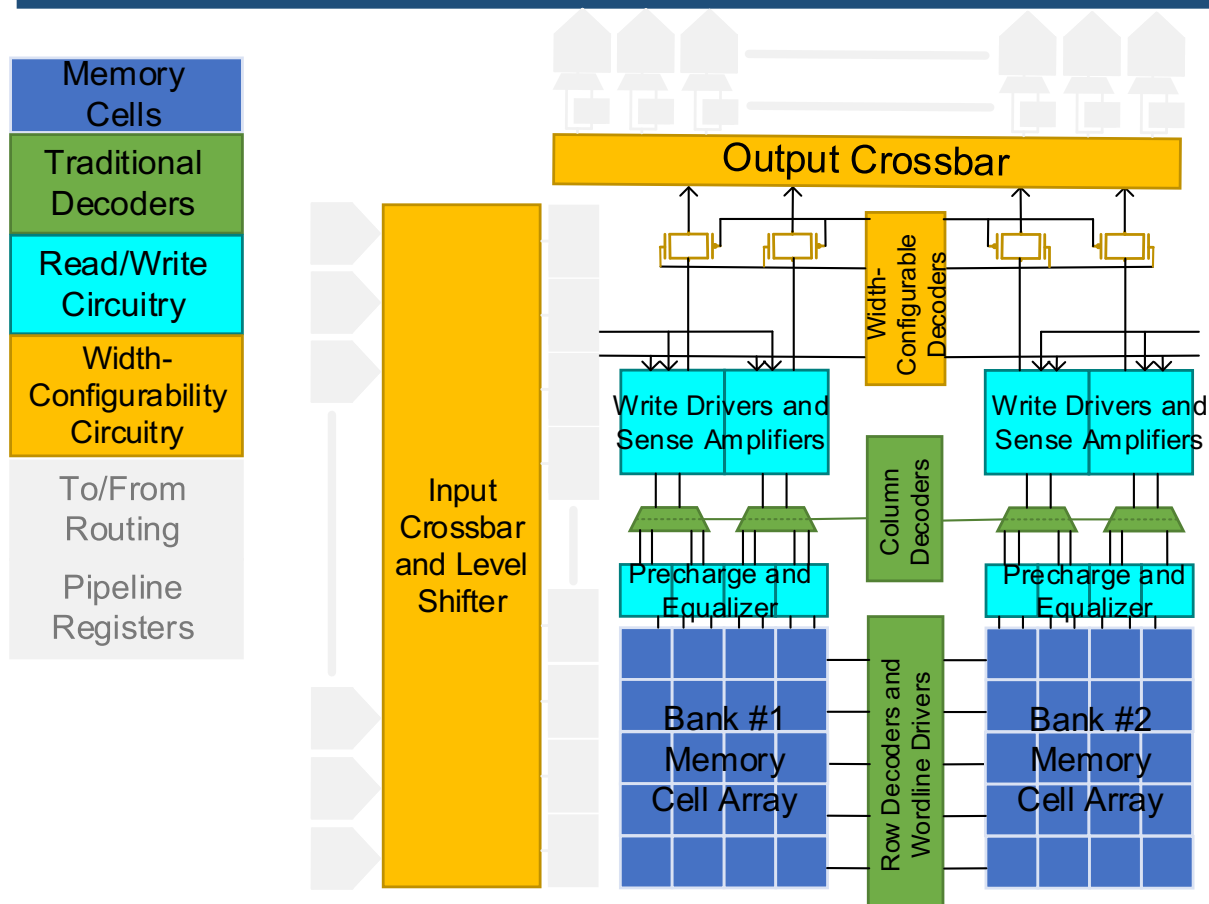 Memory
Cells
Traditional
Decoders
Read/Write
Circuitry
Width-
Configurability
Circuitry
To/From
Routing
Pipeline
Registers
Input
Crossbar
and Level
Shifter
Output Crossbar
Width-
Configurable
Decoders
Write Drivers and
Sense Amplifiers
Write Drivers and
Sense Amplifiers
Column
Decoders
Precharge and
Equalizer
Precharge and
Equalizer
Row Decoders and
Wordline Drivers
Bank #1
Memory
Cell Array
Bank #2
Memory
Cell Array